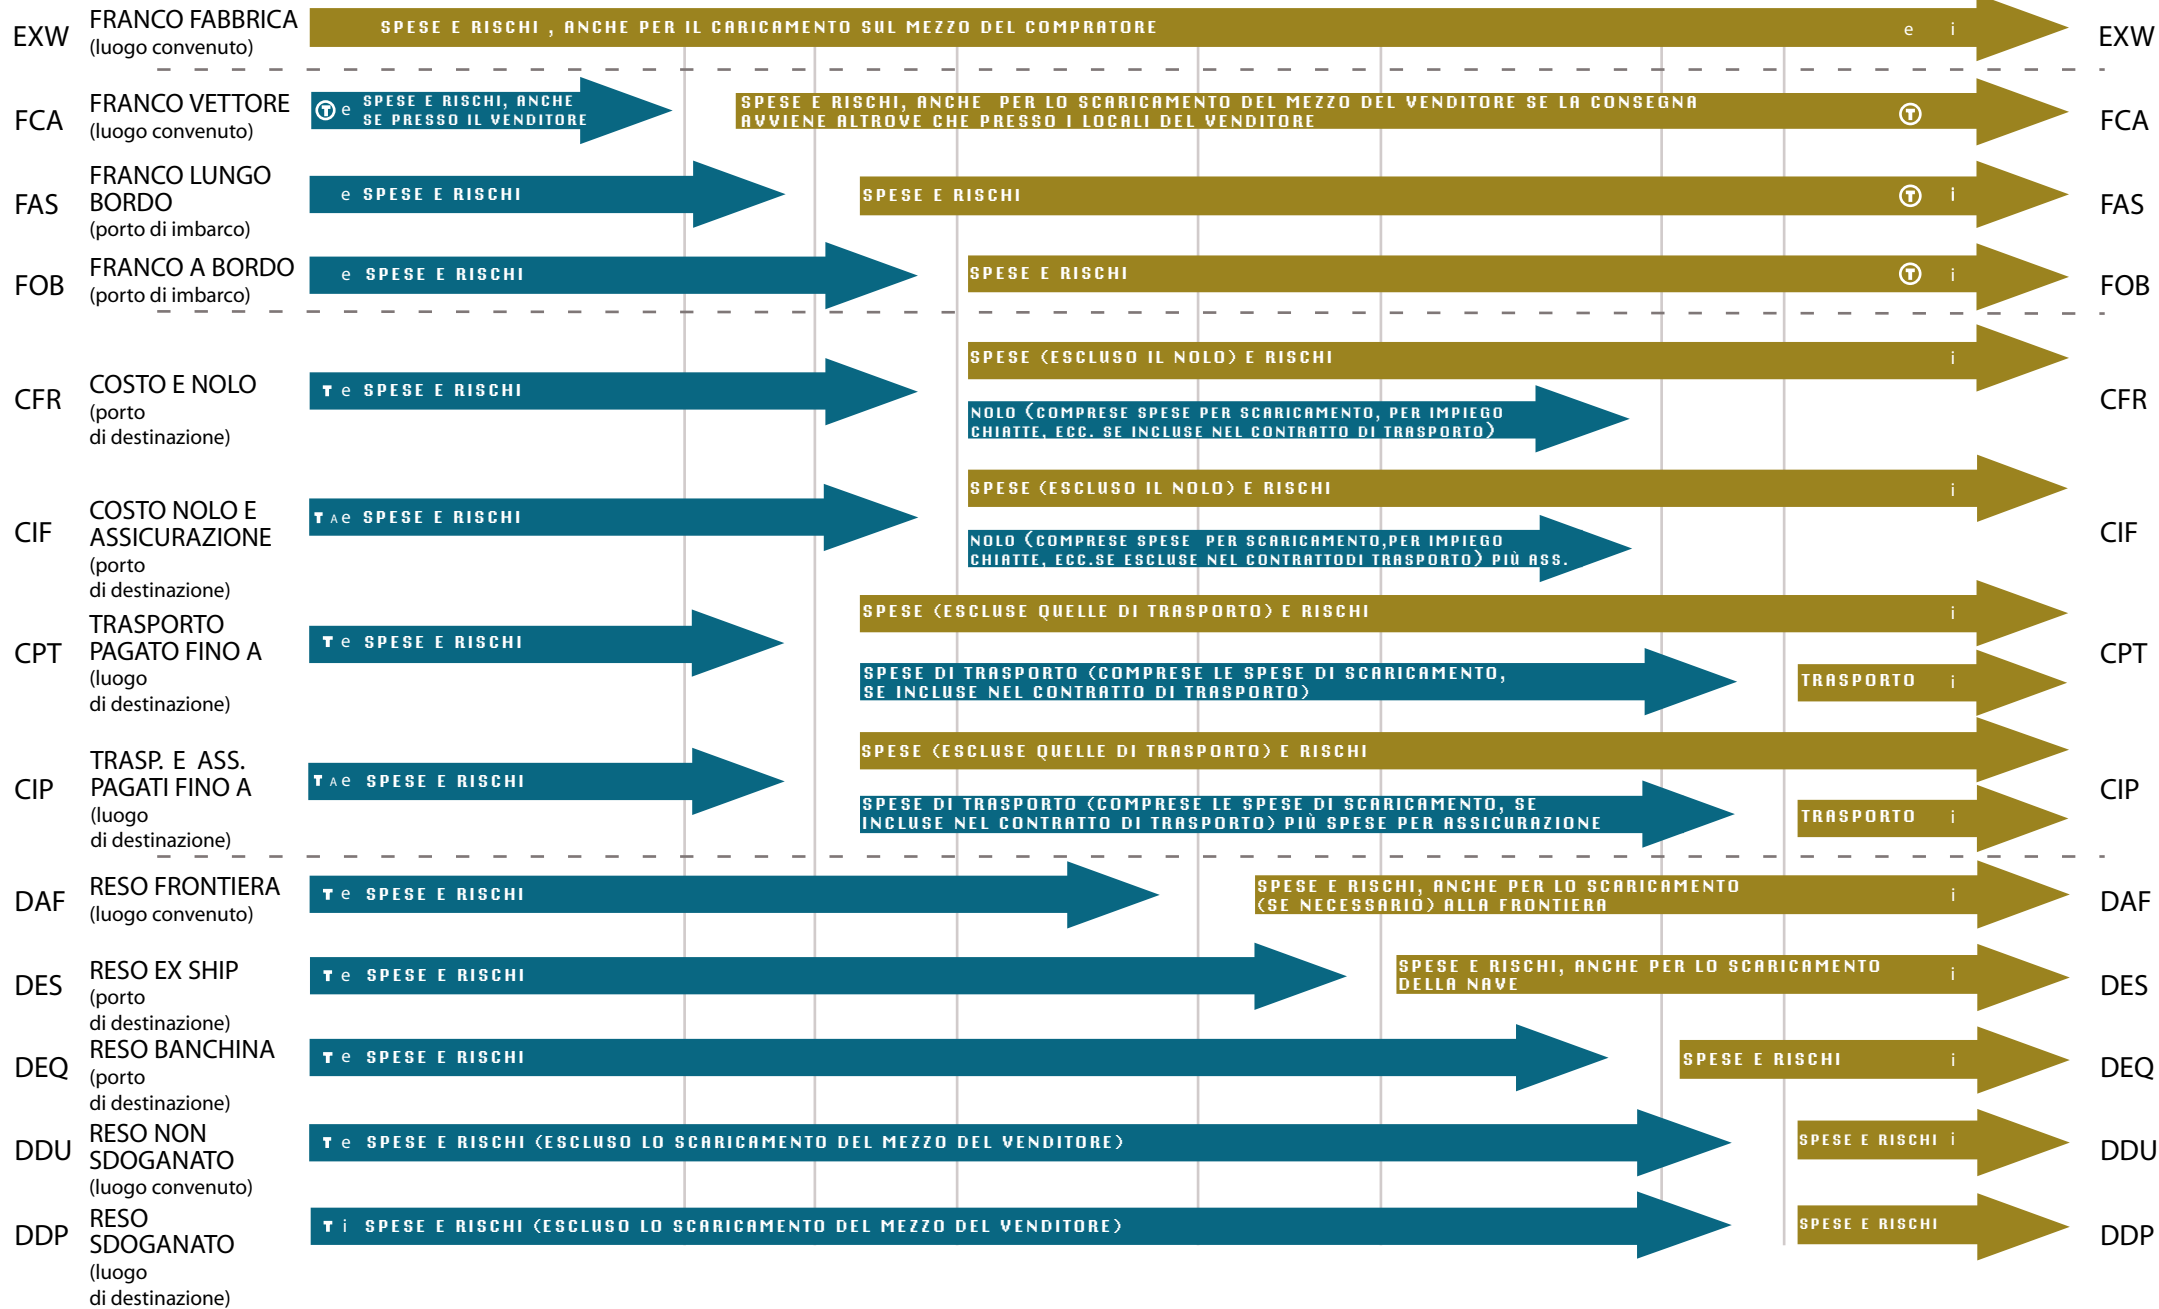 EXW
FRANCO FABBRICA
(luogo convenuto)
SPESE E RISCHI , ANCHE PER IL CARICAMENTO SUL MEZZO DEL COMPRATORE
e i
EXW
FCA
FRANCO VETTORE
(luogo convenuto)
T e SPESE E RISCHI, ANCHE
SE PRESSO IL VENDITORE
SPESE E RISCHI, ANCHE PER LO SCARICAMENTO DEL MEZZO DEL VENDITORE SE LA CONSEGNA
AVVIENE ALTROVE CHE PRESSO I LOCALI DEL VENDITORE
T
FCA
FAS
FRANCO LUNGO
BORDO
(porto di imbarco)
e SPESE E RISCHI
SPESE E RISCHI
T i
FAS
FOB
FRANCO A BORDO
(porto di imbarco)
e SPESE E RISCHI
SPESE E RISCHI
T i
FOB
CFR
COSTO E NOLO
(porto
di destinazione)
T e SPESE E RISCHI
SPESE (ESCLUSO IL NOLO) E RISCHI
i
NOLO (COMPRESE SPESE PER SCARICAMENTO, PER IMPIEGO
CHIATTE, ECC. SE INCLUSE NEL CONTRATTO DI TRASPORTO)
CFR
CIF
COSTO NOLO E
ASSICURAZIONE
(porto
di destinazione)
T A e SPESE E RISCHI
SPESE (ESCLUSO IL NOLO) E RISCHI
i
NOLO (COMPRESE SPESE PER SCARICAMENTO,PER IMPIEGO
CHIATTE, ECC.SE ESCLUSE NEL CONTRATTODI TRASPORTO) PIÙ ASS.
CIF
CPT
TRASPORTO
PAGATO FINO A
(luogo
di destinazione)
T e SPESE E RISCHI
SPESE (ESCLUSE QUELLE DI TRASPORTO) E RISCHI
i
SPESE DI TRASPORTO (COMPRESE LE SPESE DI SCARICAMENTO,
SE INCLUSE NEL CONTRATTO DI TRASPORTO)
TRASPORTO i
CPT
CIP
TRASP. E ASS.
PAGATI FINO A
(luogo
di destinazione)
T A e SPESE E RISCHI
SPESE (ESCLUSE QUELLE DI TRASPORTO) E RISCHI
SPESE DI TRASPORTO (COMPRESE LE SPESE DI SCARICAMENTO, SE
INCLUSE NEL CONTRATTO DI TRASPORTO) PIÙ SPESE PER ASSICURAZIONE
TRASPORTO i
CIP
DAF
RESO FRONTIERA
(luogo convenuto)
T e SPESE E RISCHI
SPESE E RISCHI, ANCHE PER LO SCARICAMENTO
(SE NECESSARIO) ALLA FRONTIERA
i
DAF
DES
RESO EX SHIP
(porto
di destinazione)
T e SPESE E RISCHI
SPESE E RISCHI, ANCHE PER LO SCARICAMENTO
DELLA NAVE
i
DES
DEQ
RESO BANCHINA
(porto
di destinazione)
T e SPESE E RISCHI
SPESE E RISCHI i
DEQ
DDU
RESO NON
SDOGANATO
(luogo convenuto)
T e SPESE E RISCHI (ESCLUSO LO SCARICAMENTO DEL MEZZO DEL VENDITORE)
SPESE E RISCHI i
DDU
DDP
RESO
SDOGANATO
(luogo
di destinazione)
T i SPESE E RISCHI (ESCLUSO LO SCARICAMENTO DEL MEZZO DEL VENDITORE)
SPESE E RISCHI
DDP